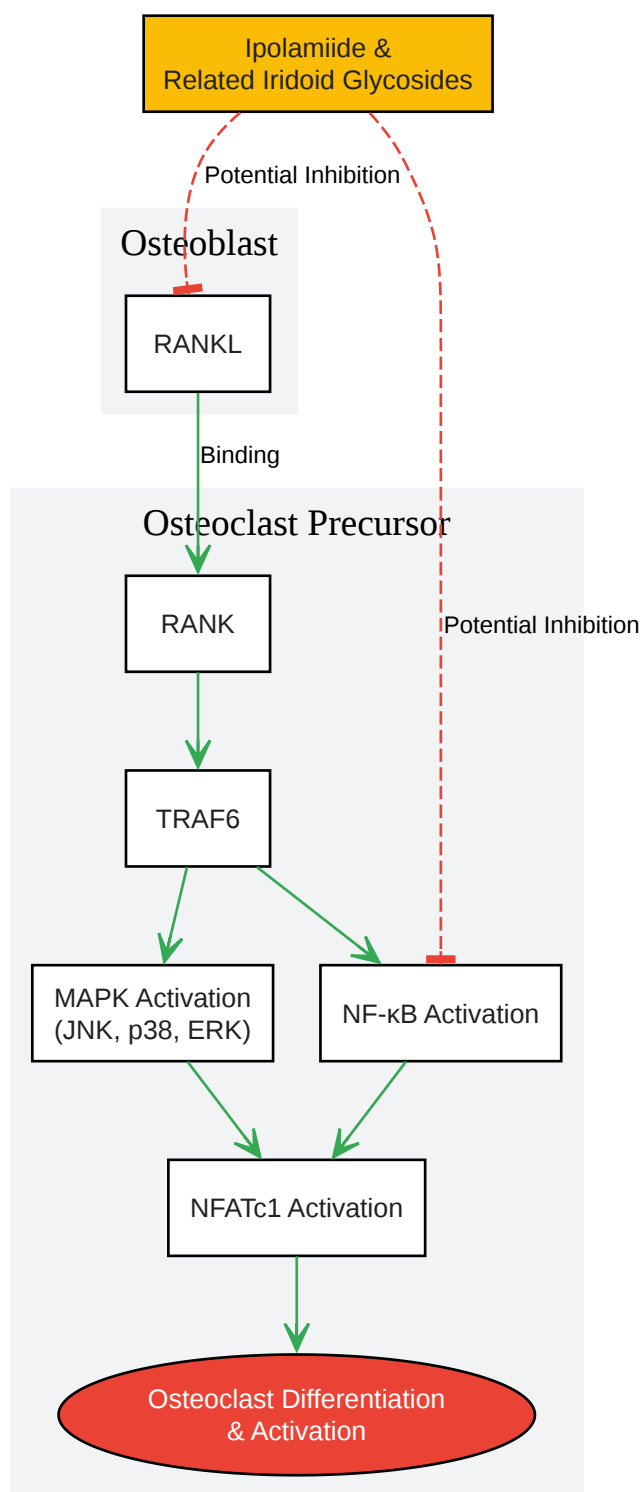 Ipolamiide &
Related Iridoid Glycosides
Potential Inhibition
Osteoblast
RANKL
Binding
Osteoclast Precursor
RANK
Potential Inhibition
TRAF6
MAPK Activation
(JNK, p38, ERK)
NF-κB Activation
NFATc1 Activation
Osteoclast Differentiation
& Activation